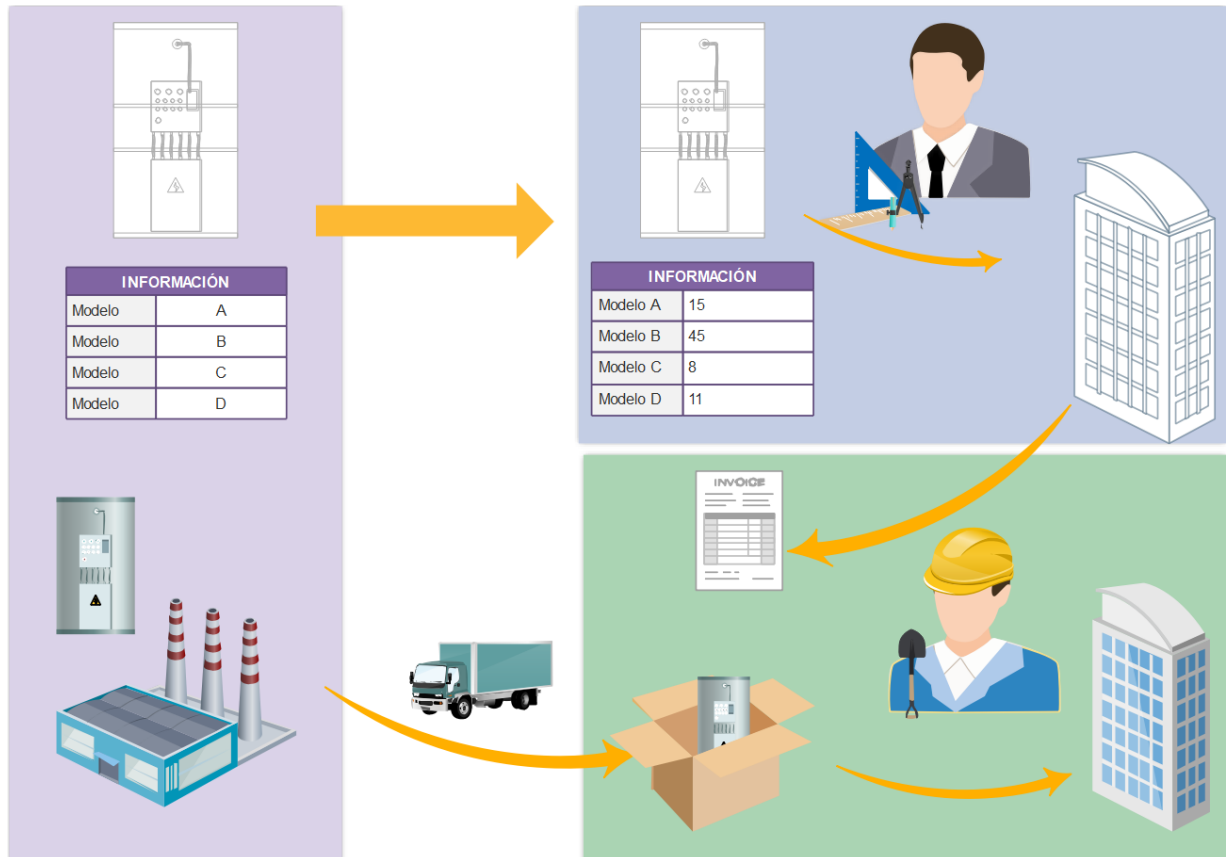 INFORMACIÓN
Modelo A
Modelo B
Modelo C
Modelo D
INFORMACIÓN
Modelo A 15
Modelo B 45
Modelo C 8
Modelo D 11
INVOICE